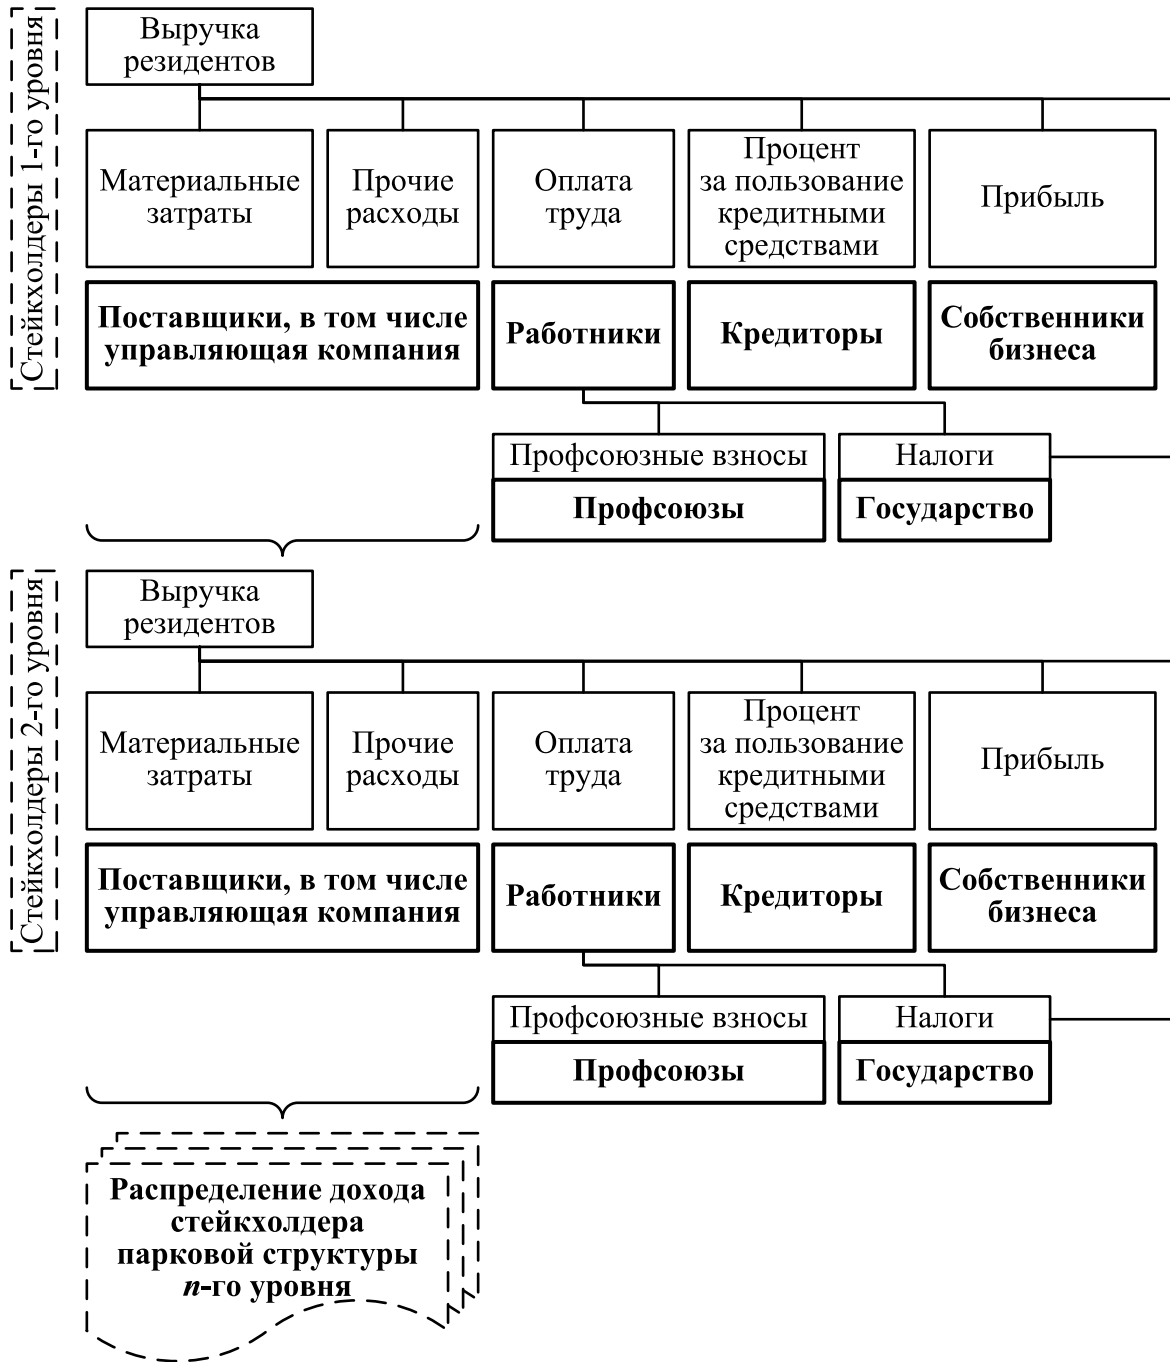 Стейкхолдеры 1-го уровня
Выручка
резидентов
Материальные
затраты
Прочие
расходы
Оплата
труда
Процент
за пользование
кредитными
средствами
Прибыль
Поставщики, в том числе
управляющая компания
Работники
Кредиторы
Собственники
бизнеса
Профсоюзные взносы
Налоги
Профсоюзы
Государство
Стейкхолдеры 2-го уровня
Выручка
резидентов
Материальные
затраты
Прочие
расходы
Оплата
труда
Процент
за пользование
кредитными
средствами
Прибыль
Поставщики, в том числе
управляющая компания
Работники
Кредиторы
Собственники
бизнеса
Профсоюзные взносы
Налоги
Профсоюзы
Государство
Распределение дохода
стейкхолдера
парковой структуры
n-го уровня